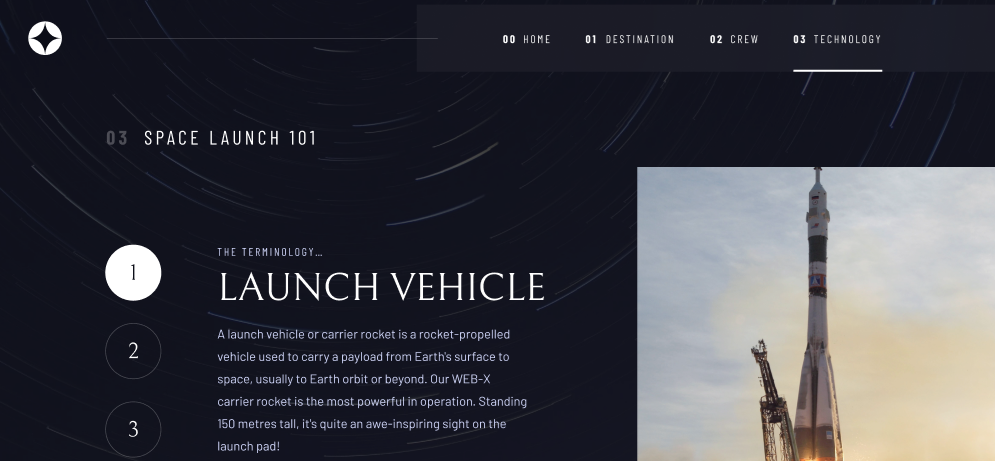 00 HOME 01 DESTINATION 02 CREW 03 TECHNOLOGY
03 SPACE LAUNCH 101
THE TERMINOLOGY…
1
LAUNCH VEHICLE
A launch vehicle or carrier rocket is a rocket-propelled
2
vehicle used to carry a payload from Earth's surface to
space, usually to Earth orbit or beyond. Our WEB-X
carrier rocket is the most powerful in operation. Standing
3
150 metres tall, it's quite an awe-inspiring sight on the
launch pad!